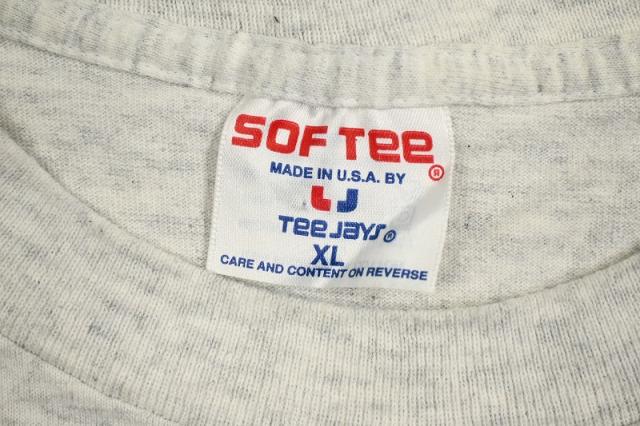 SOF TEE®
MADE IN U.S.A. BY
TEE JAYS®
XL
CARE AND CONTENT ON REVERSE